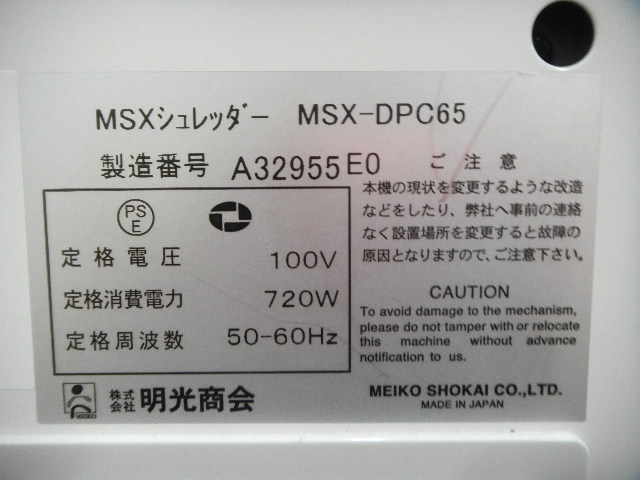 MSXシュレッダー MSX-DPC65
製造番号 A32955E0
PS
E
定格電圧 100V
定格消費電力 720W
定格周波数 50-60Hz
ご注意
本機の現状を変更するような改造
などをしたり、弊社へ事前の連絡
なく設置場所を変更すると故障の
原因となりますので、ご注意下さい。
CAUTION
To avoid damage to the mechanism,
please do not tamper with or relocate
this machine without advance
notification to us.
株式
会社 明光商会
MEIKO SHOKAI CO.,LTD.
MADE IN JAPAN